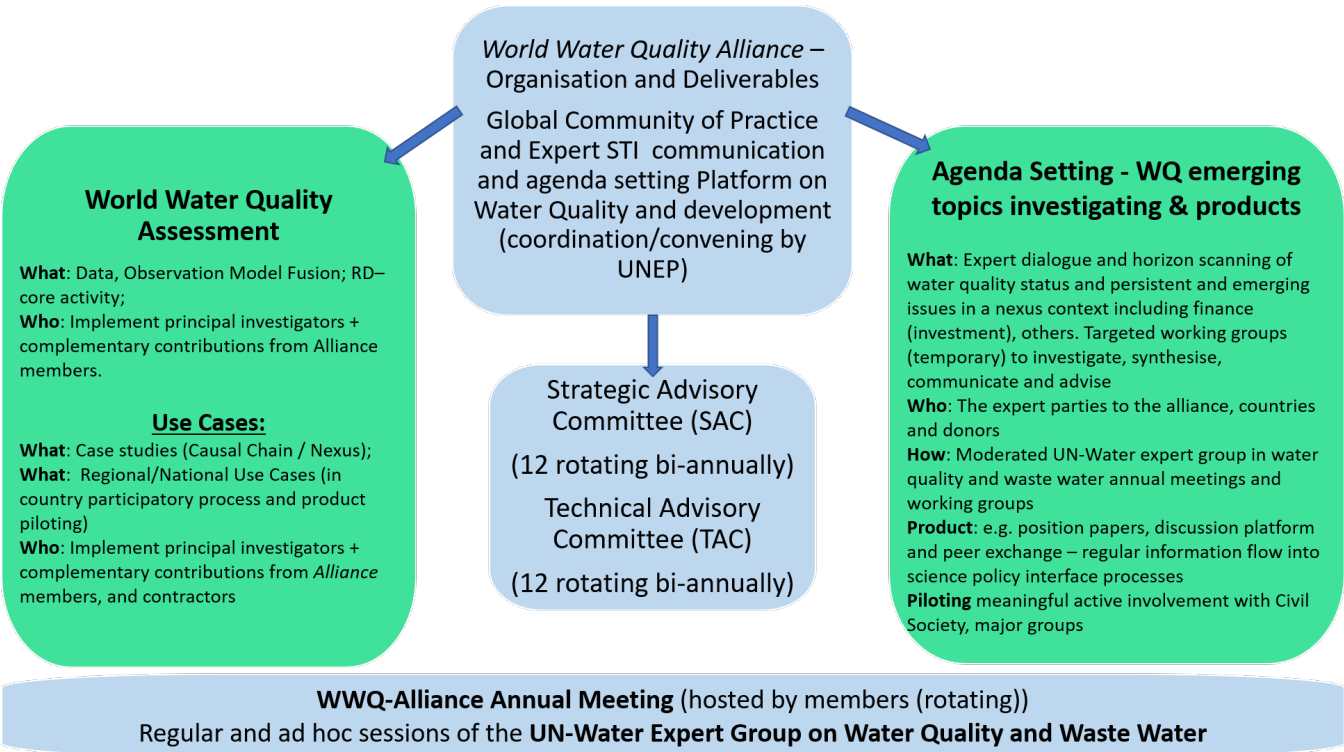 World Water Quality Alliance –
Organisation and Deliverables
Global Community of Practice
and Expert STI communication
and agenda setting Platform on
Water Quality and development
(coordination/convening by
UNEP)
World Water Quality
Assessment
What: Data, Observation Model Fusion; RD–
core activity;
Who: Implement principal investigators +
complementary contributions from Alliance
members.
Use Cases:
What: Case studies (Causal Chain / Nexus);
What: Regional/National Use Cases (in
country participatory process and product
piloting)
Who: Implement principal investigators +
complementary contributions from Alliance
members, and contractors
Strategic Advisory
Committee (SAC)
(12 rotating bi-annually)
Technical Advisory
Committee (TAC)
(12 rotating bi-annually)
Agenda Setting - WQ emerging
topics investigating & products
What: Expert dialogue and horizon scanning of
water quality status and persistent and emerging
issues in a nexus context including finance
(investment), others. Targeted working groups
(temporary) to investigate, synthesise,
communicate and advise
Who: The expert parties to the alliance, countries
and donors
How: Moderated UN-Water expert group in water
quality and waste water annual meetings and
working groups
Product: e.g. position papers, discussion platform
and peer exchange – regular information flow into
science policy interface processes
Piloting meaningful active involvement with Civil
Society, major groups
WWQ-Alliance Annual Meeting (hosted by members (rotating))
Regular and ad hoc sessions of the UN-Water Expert Group on Water Quality and Waste Water